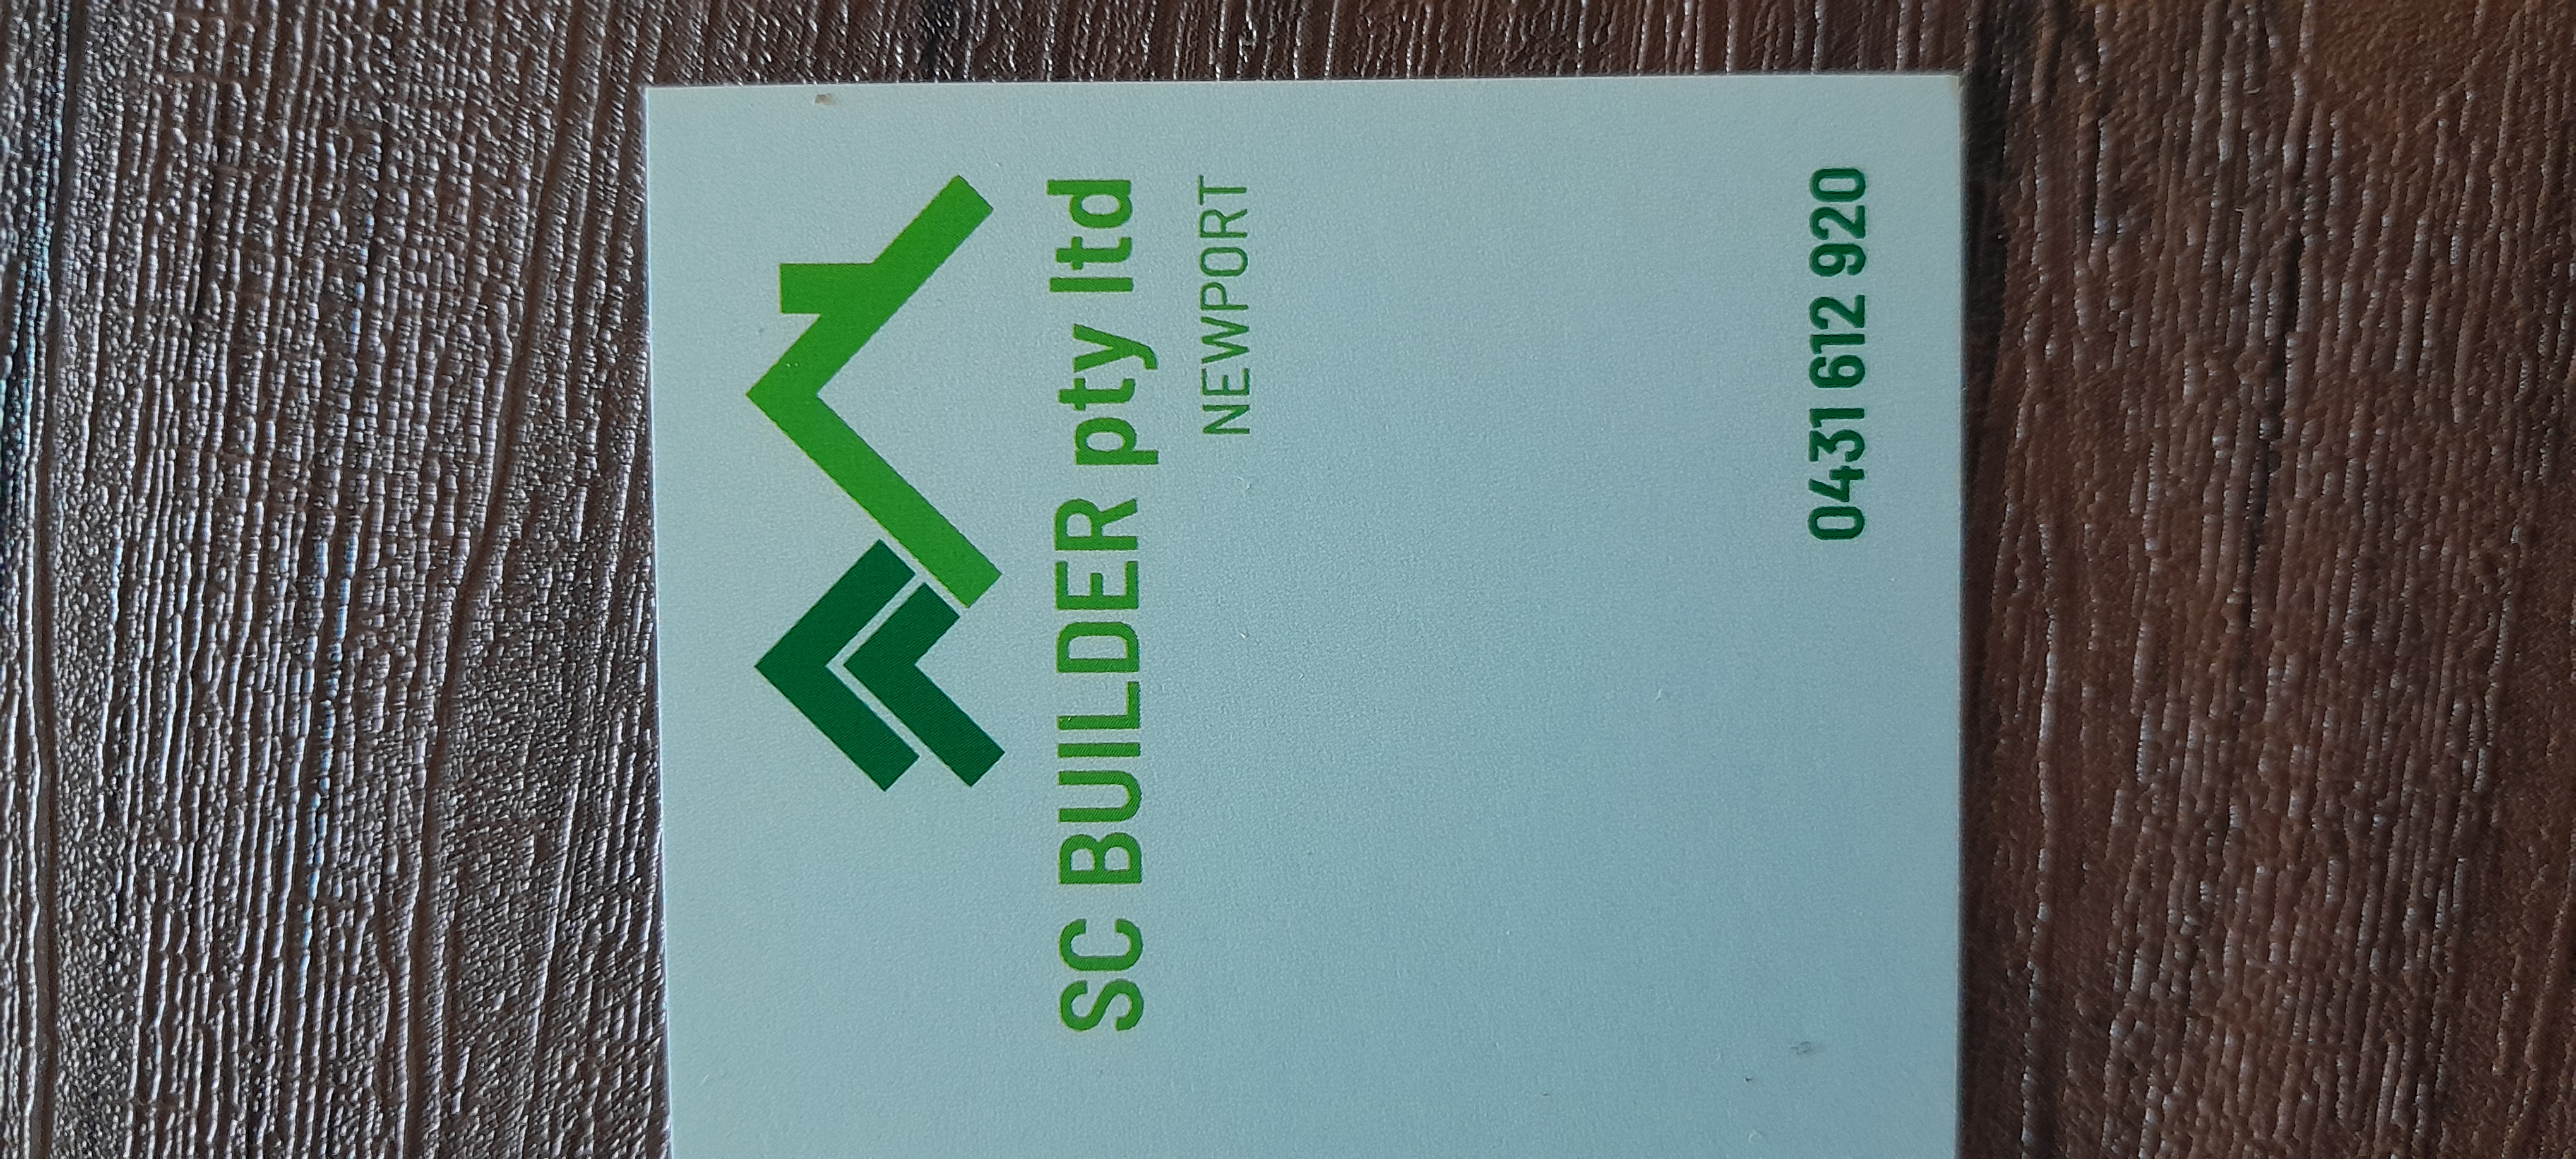 SC BUILDER pty ltd
NEWPORT
0431 612 920